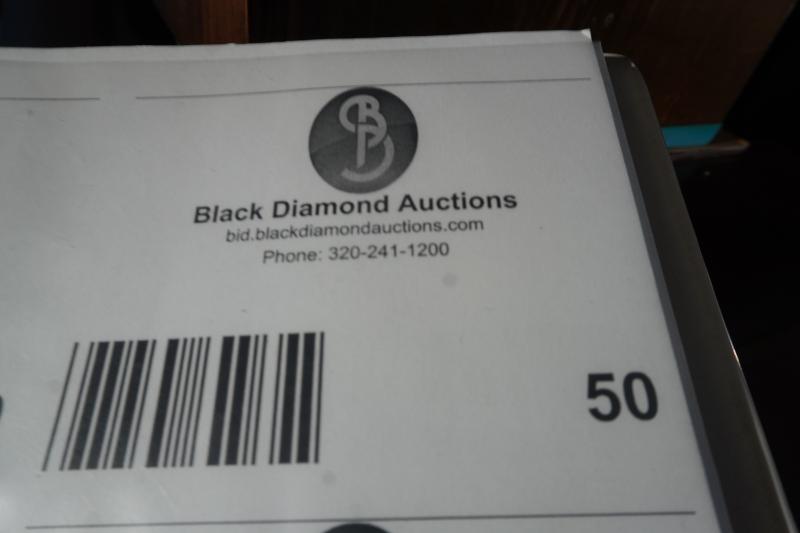 Black Diamond Auctions
bid.blackdiamondauctions.com
Phone: 320-241-1200
50